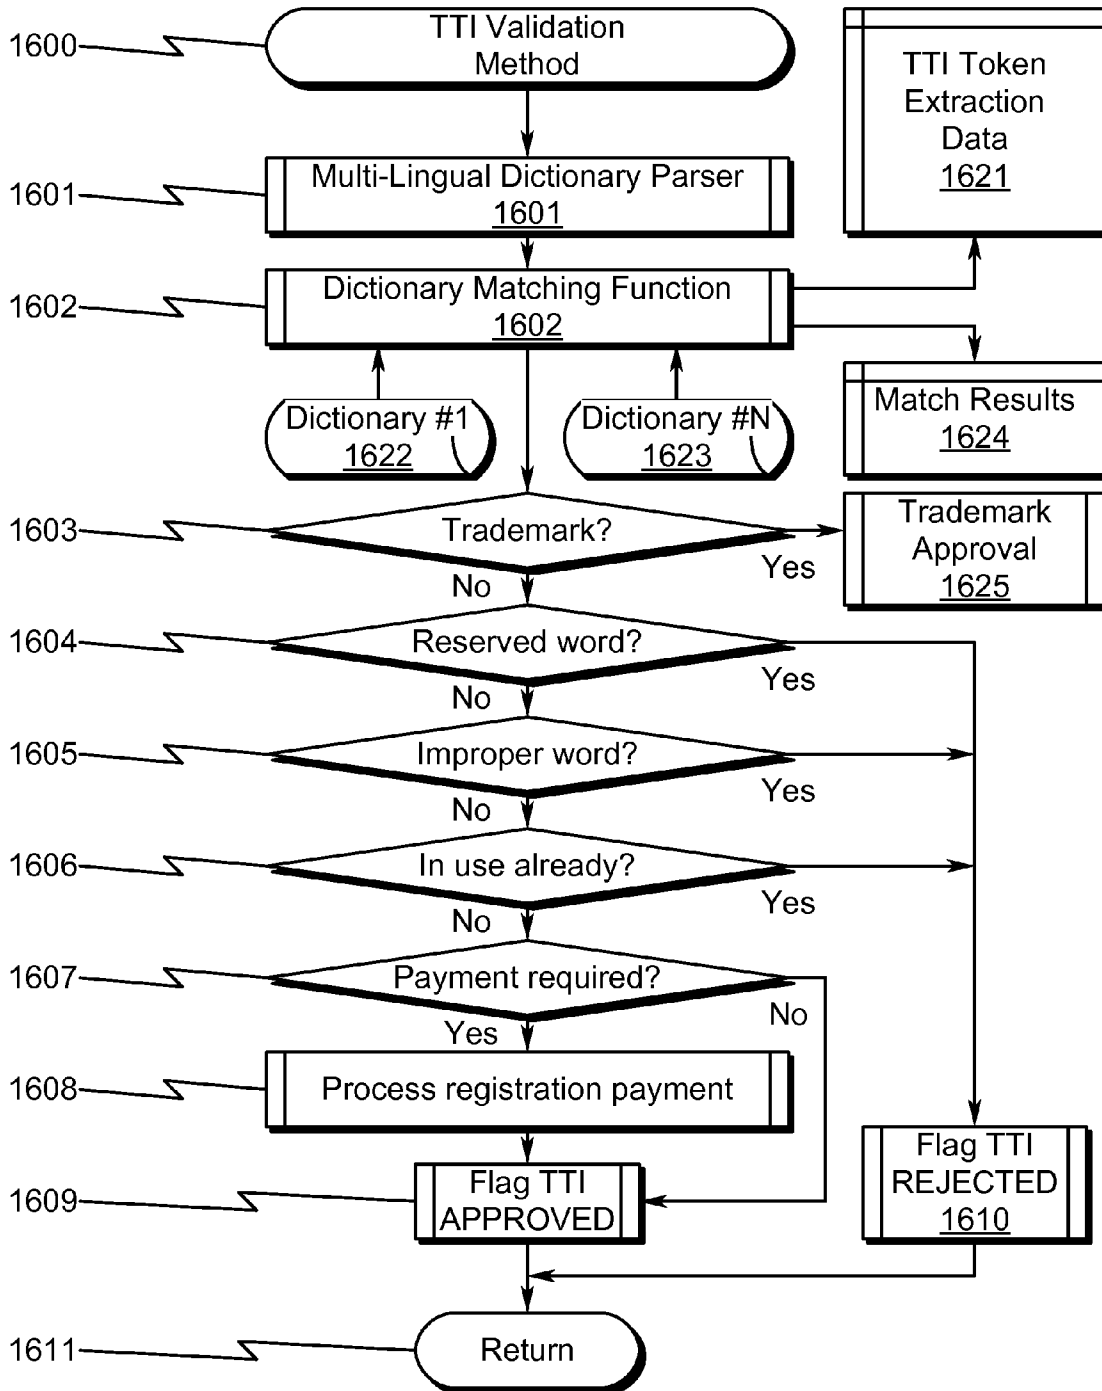 1600
TTI Validation
Method
TTI Token
Extraction
Data
1621
1601
Multi-Lingual Dictionary Parser
1601
1602
Dictionary Matching Function
1602
Dictionary #1
1622
Dictionary #N
1623
Match Results
1624
1603
Trademark?
Yes
No
Trademark
Approval
1625
1604
Reserved word?
Yes
No
1605
Improper word?
Yes
No
1606
In use already?
Yes
No
1607
Payment required?
No
Yes
1608
Process registration payment
1609
Flag TTI
APPROVED
Flag TTI
REJECTED
1610
1611
Return